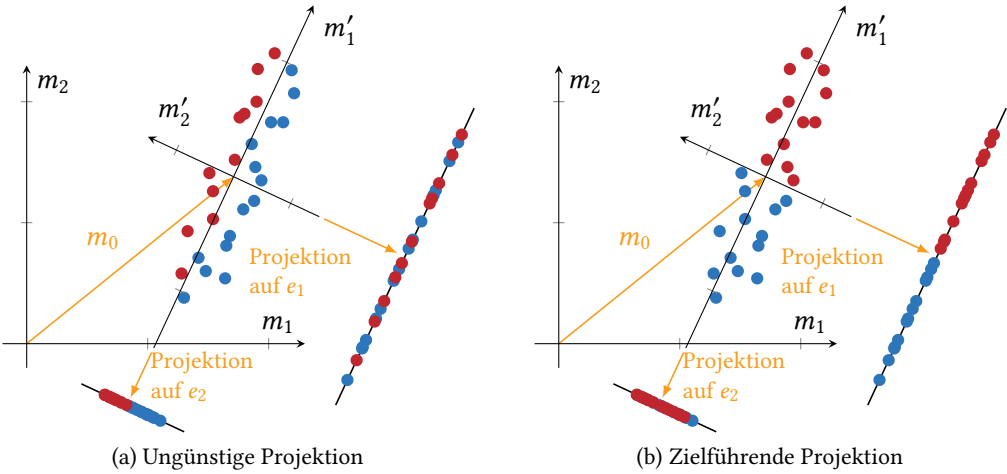 m′₁
m₂
m′₂
m₀
Projektion
auf e₁
m₁
Projektion
auf e₂
(a) Ungünstige Projektion
m′₁
m₂
m′₂
m₀
Projektion
auf e₁
m₁
Projektion
auf e₂
(b) Zielführende Projektion